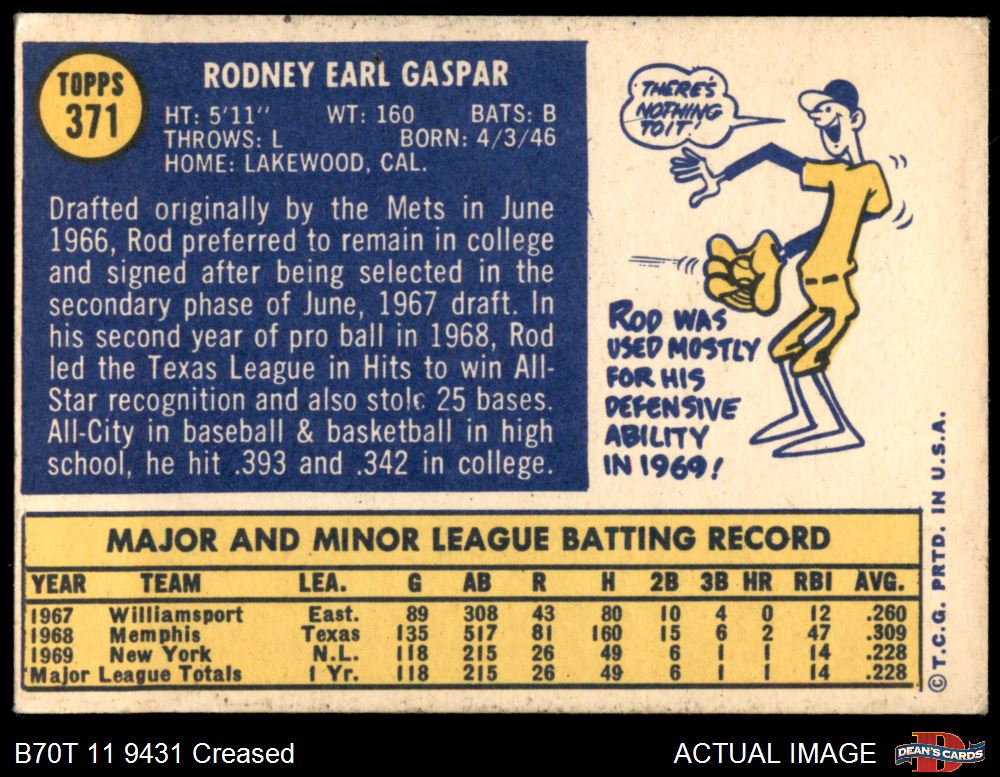 TOPPS
371
RODNEY EARL GASPAR
HT: 5'11" WT: 160 BATS: B
THROWS: L BORN: 4/3/46
HOME: LAKEWOOD, CAL.
Drafted originally by the Mets in June
1966, Rod preferred to remain in college
and signed after being selected in the
secondary phase of June, 1967 draft. In
his second year of pro ball in 1968, Rod
led the Texas League in Hits to win All-
Star recognition and also stole 25 bases.
All-City in baseball & basketball in high
school, he hit .393 and .342 in college.
THERE'S
NOTHING
TO IT!
ROD WAS
USED MOSTLY
FOR HIS
DEFENSIVE
ABILITY
IN 1969!
MAJOR AND MINOR LEAGUE BATTING RECORD
YEAR TEAM LEA. G AB R H 2B 3B HR RBI AVG.
1967 Williamsport East. 89 308 43 80 10 4 0 12 .260
1968 Memphis Texas 135 517 81 160 15 6 2 47 .309
1969 New York N.L. 118 215 26 49 6 1 1 14 .228
Major League Totals 1 Yr. 118 215 26 49 6 1 1 14 .228
© T.C.G. PRTD. IN U.S.A.
B70T 11 9431 Creased
ACTUAL IMAGE
DEAN'S CARDS